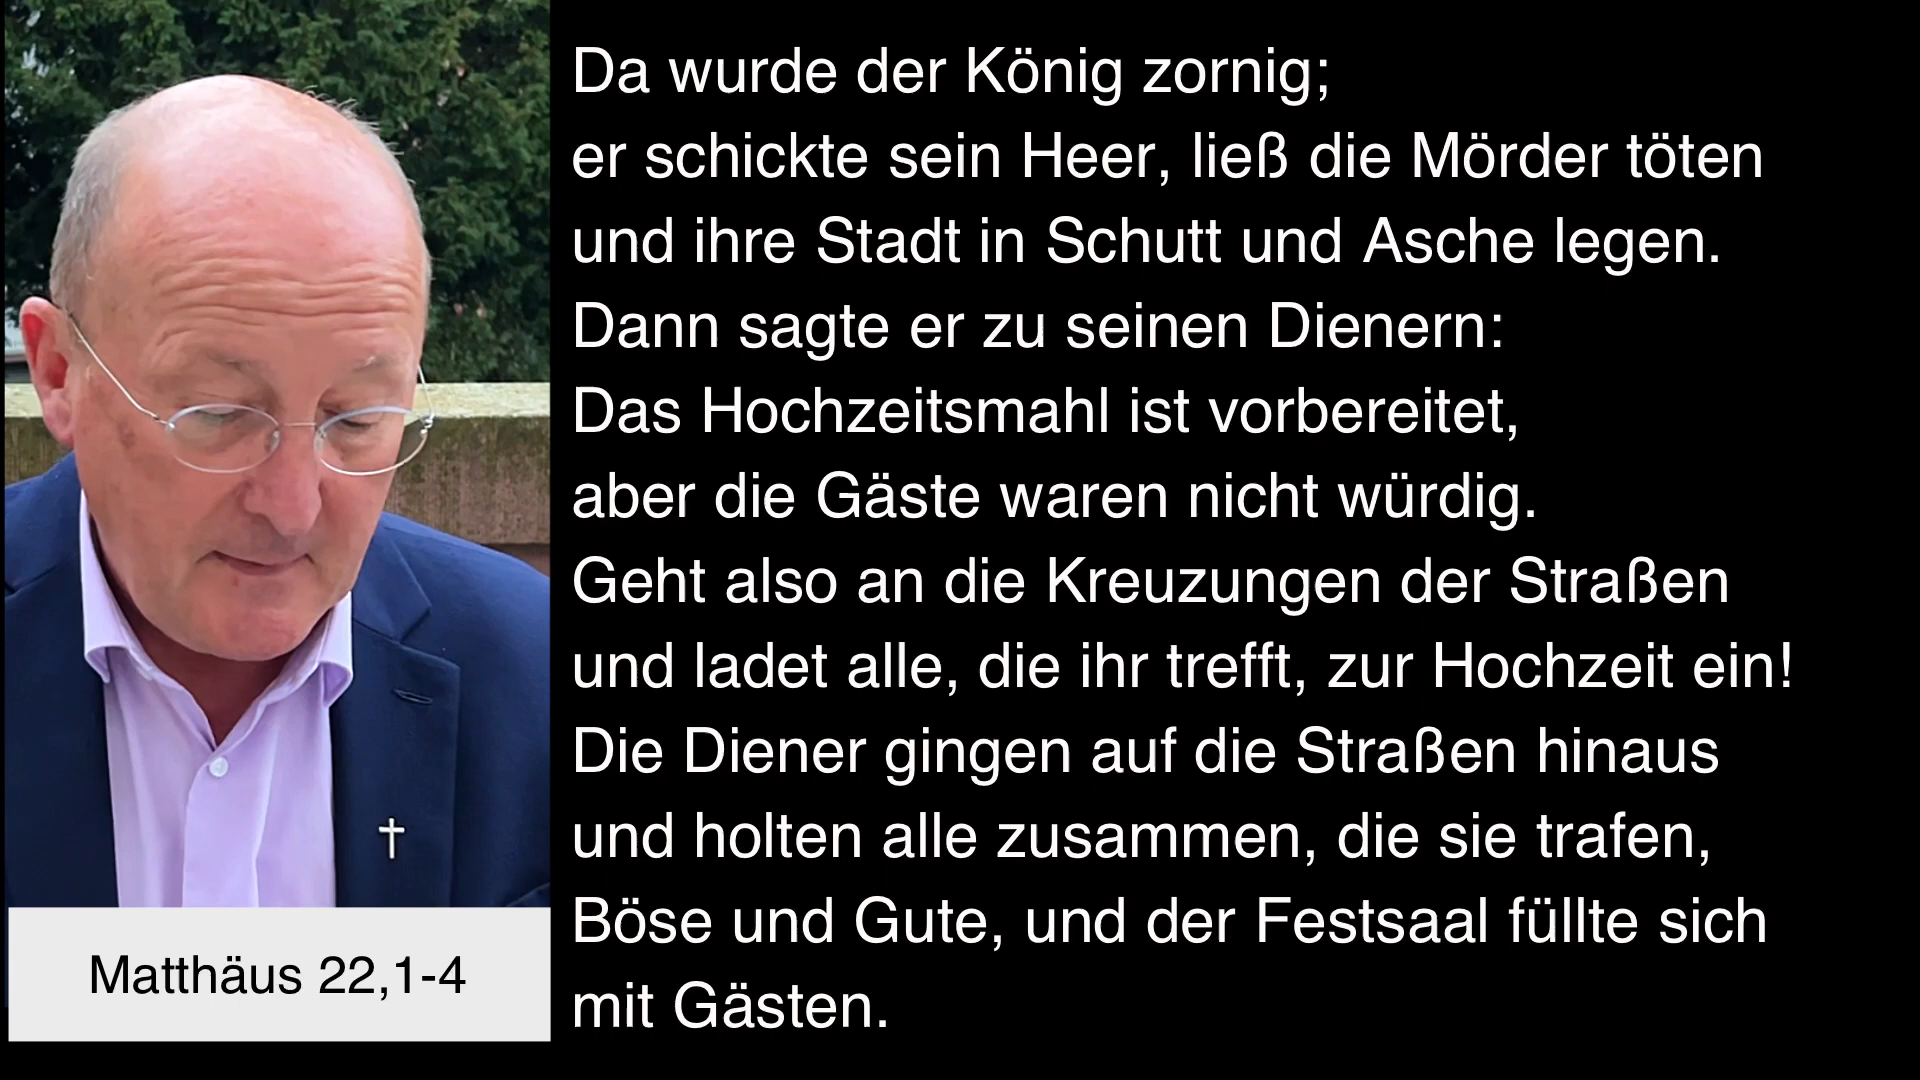 Da wurde der König zornig;
er schickte sein Heer, ließ die Mörder töten
und ihre Stadt in Schutt und Asche legen.
Dann sagte er zu seinen Dienern:
Das Hochzeitsmahl ist vorbereitet,
aber die Gäste waren nicht würdig.
Geht also an die Kreuzungen der Straßen
und ladet alle, die ihr trefft, zur Hochzeit ein!
Die Diener gingen auf die Straßen hinaus
und holten alle zusammen, die sie trafen,
Böse und Gute, und der Festsaal füllte sich
mit Gästen.
Matthäus 22,1-4